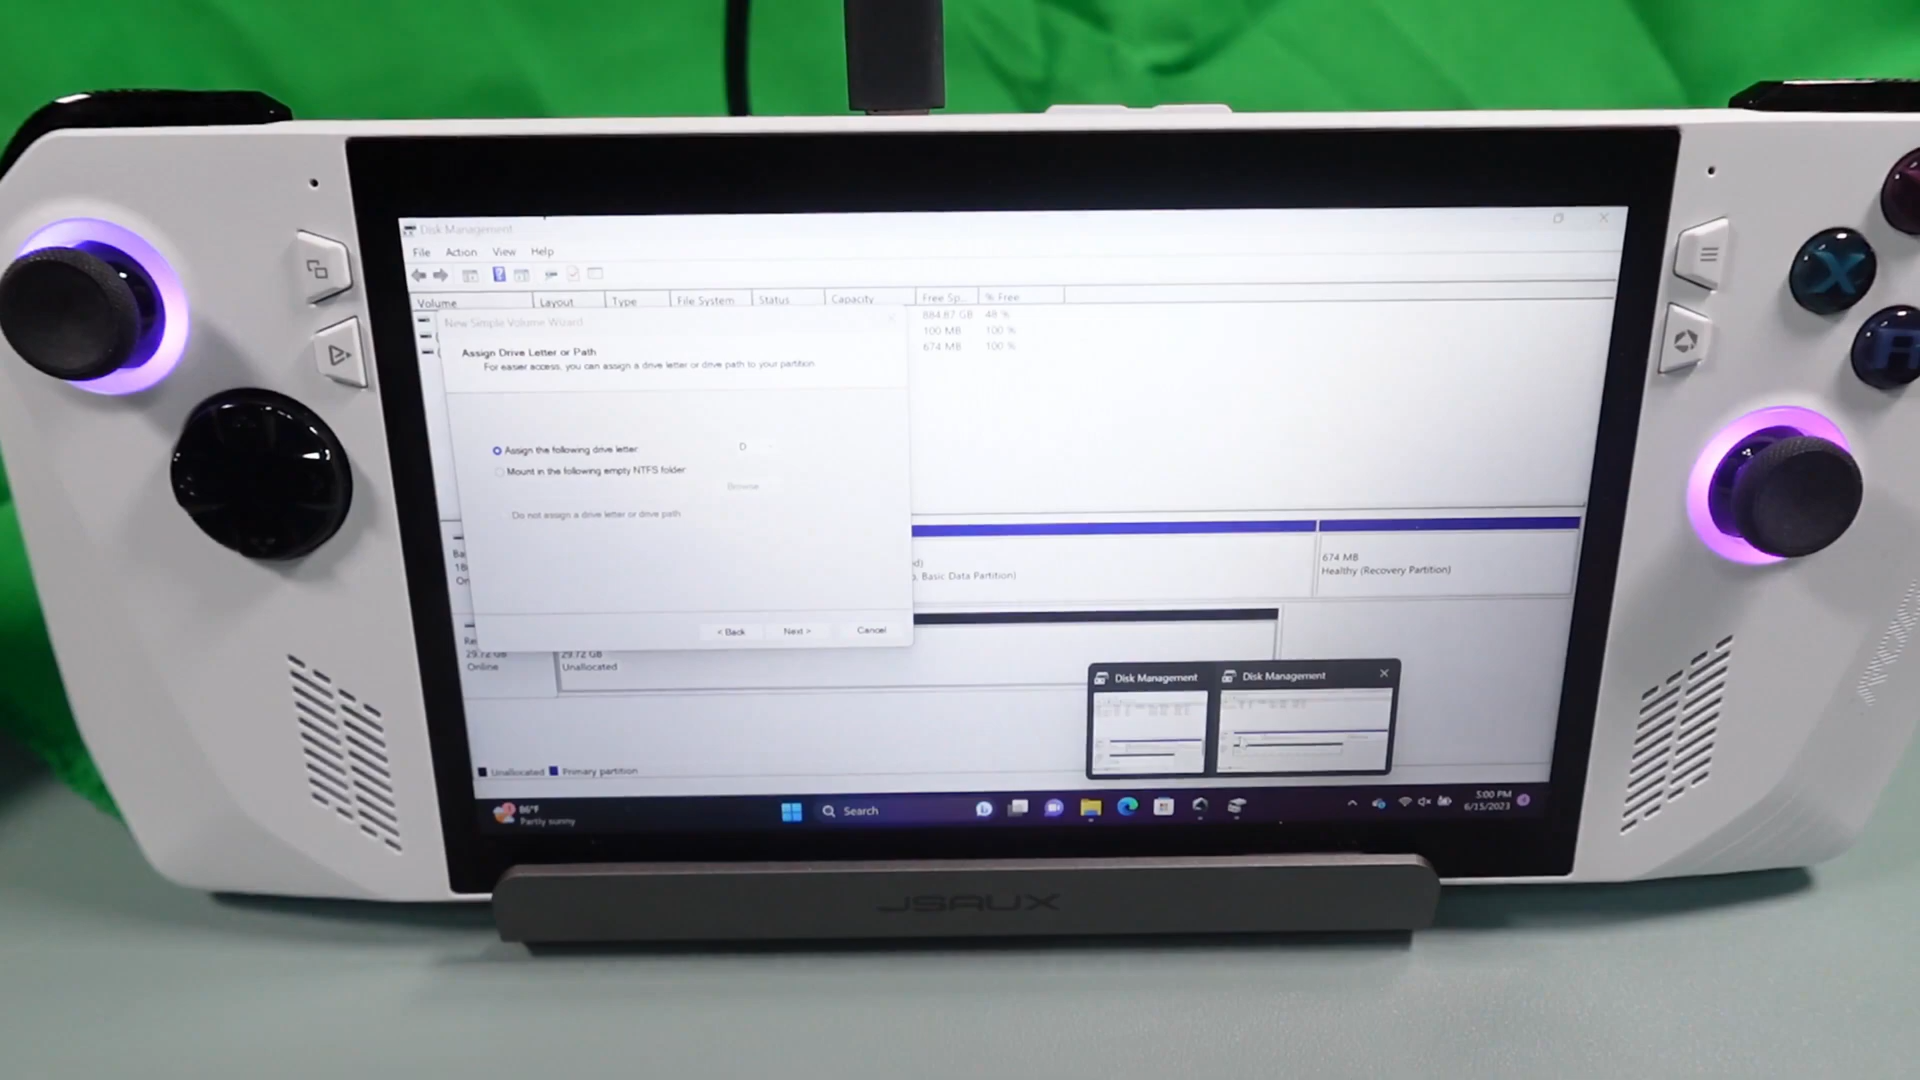 Disk Management
File Action View Help
Volume Layout Type File System Status Capacity Free Sp... % Free
884.87 GB 48 %
100 MB 100 %
674 MB 100 %
New Simple Volume Wizard
Assign Drive Letter or Path
For easier access, you can assign a drive letter or drive path to your partition.
Assign the following drive letter: D
Mount in the following empty NTFS folder:
Browse
Do not assign a drive letter or drive path
< Back Next > Cancel
Ba
18
On
Basic Data Partition)
674 MB
Healthy (Recovery Partition)
Re
29.72 GB
Online
29.72 GB
Unallocated
Disk Management
Disk Management
Unallocated Primary partition
86°F
Partly sunny
Search
5:00 PM
6/15/2023
JSAUX
X